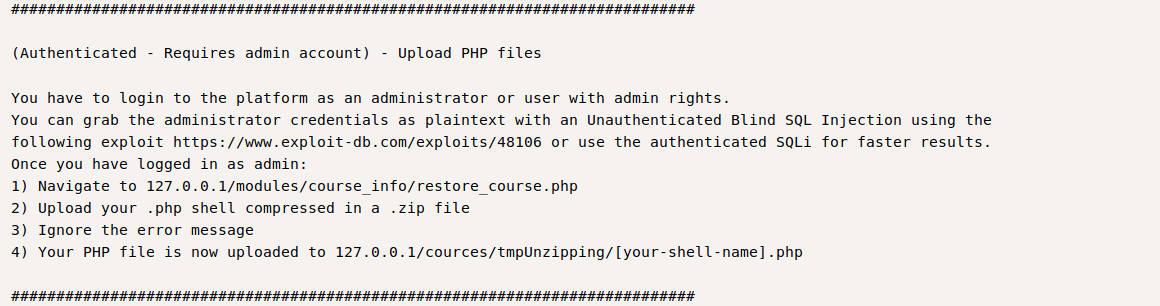 ############################################################################
(Authenticated - Requires admin account) - Upload PHP files
You have to login to the platform as an administrator or user with admin rights.
You can grab the administrator credentials as plaintext with an Unauthenticated Blind SQL Injection using the
following exploit https://www.exploit-db.com/exploits/48106 or use the authenticated SQLi for faster results.
Once you have logged in as admin:
1) Navigate to 127.0.0.1/modules/course_info/restore_course.php
2) Upload your .php shell compressed in a .zip file
3) Ignore the error message
4) Your PHP file is now uploaded to 127.0.0.1/cources/tmpUnzipping/[your-shell-name].php
############################################################################